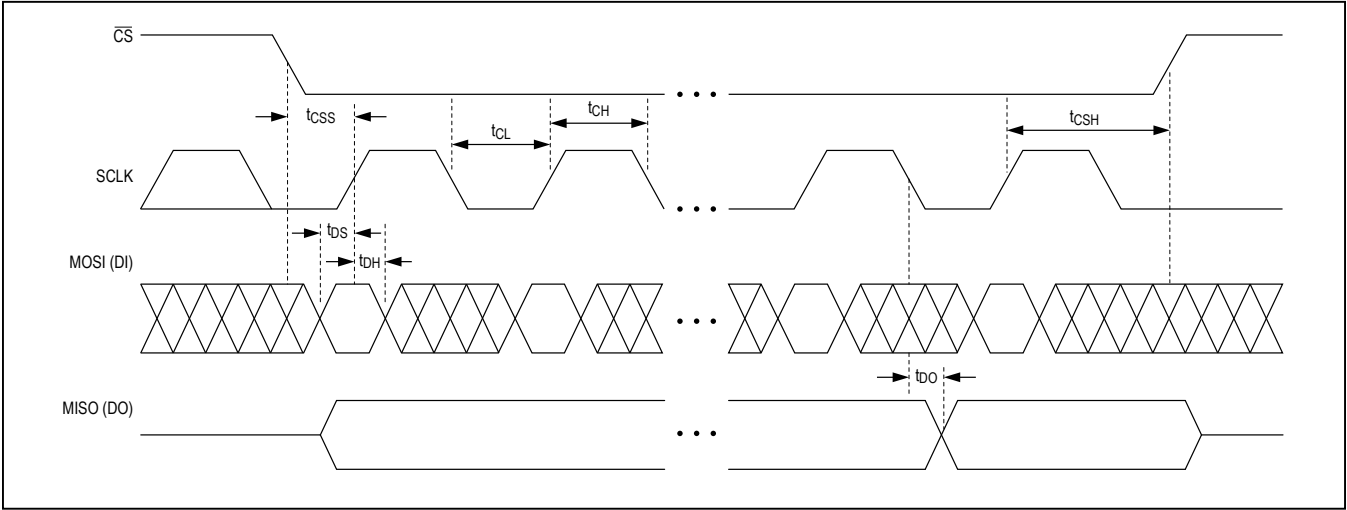 CS
tCSS
tCL
tCH
tCSH
SCLK
tDS
tDH
MOSI (DI)
tDO
MISO (DO)